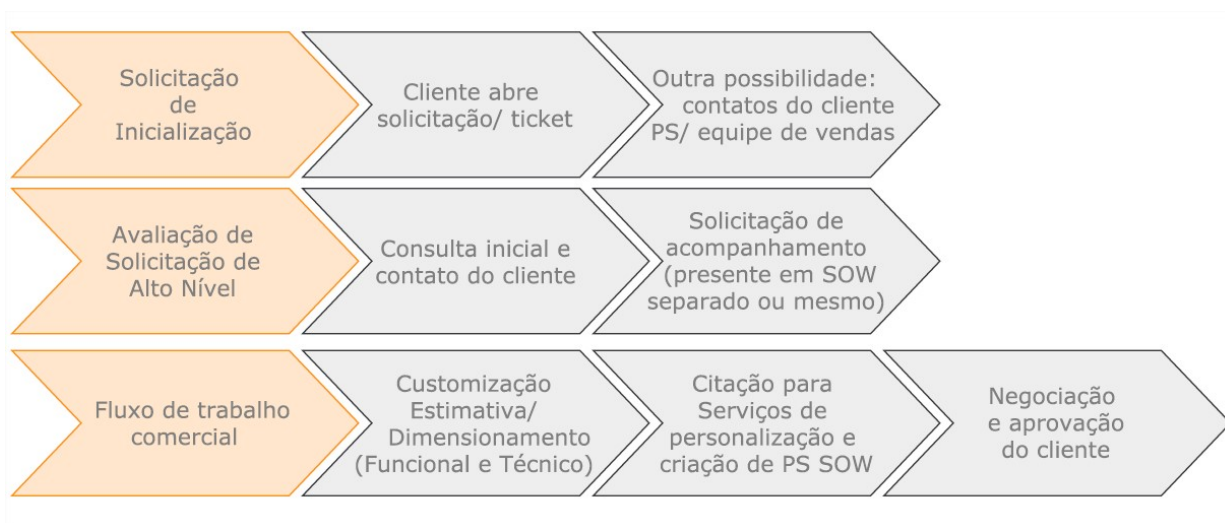 Solicitação
de
Inicialização
Cliente abre
solicitação/ ticket
Outra possibilidade:
contatos do cliente
PS/ equipe de vendas
Avaliação de
Solicitação de
Alto Nível
Consulta inicial e
contato do cliente
Solicitação de
acompanhamento
(presente em SOW
separado ou mesmo)
Fluxo de trabalho
comercial
Customização
Estimativa/
Dimensionamento
(Funcional e Técnico)
Citação para
Serviços de
personalização e
criação de PS SOW
Negociação
e aprovação
do cliente